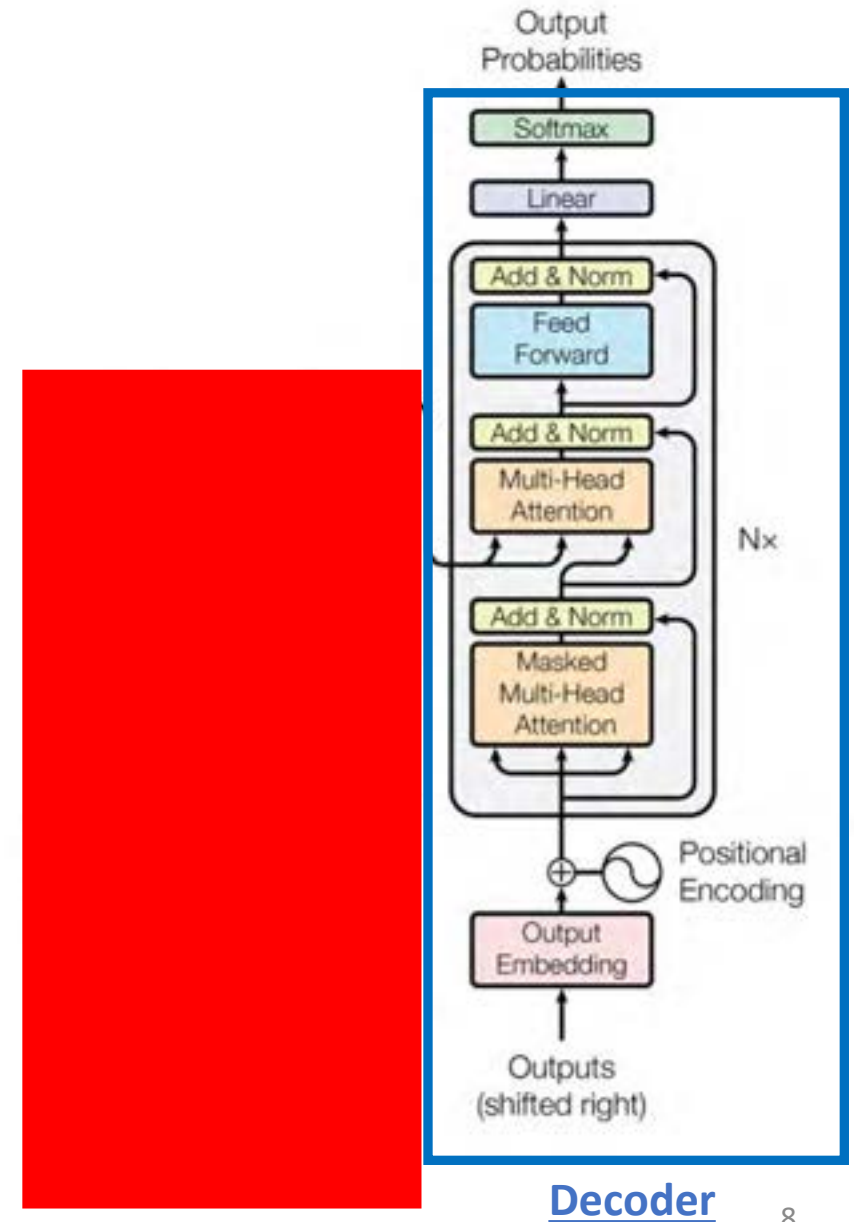 Output
Probabilities
Softmax
Linear
Add & Norm
Feed
Forward
Add & Norm
Multi-Head
Attention
N×
Add & Norm
Masked
Multi-Head
Attention
Positional
Encoding
Output
Embedding
Outputs
(shifted right)
Decoder
8